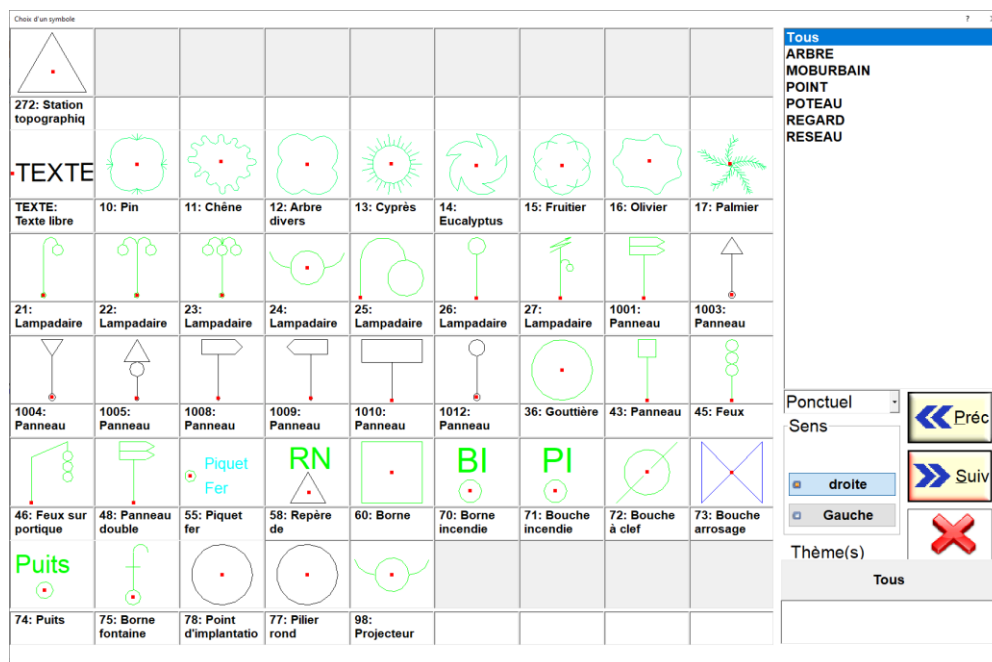 Choix d'un symbole
?
272: Station
topographiq
TEXTE
TEXTE:
Texte libre
10: Pin
11: Chêne
12: Arbre
divers
13: Cyprès
14:
Eucalyptus
15: Fruitier
16: Olivier
17: Palmier
21:
Lampadaire
22:
Lampadaire
23:
Lampadaire
24:
Lampadaire
25:
Lampadaire
26:
Lampadaire
27:
Lampadaire
1001:
Panneau
1003:
Panneau
1004:
Panneau
1005:
Panneau
1008:
Panneau
1009:
Panneau
1010:
Panneau
1012:
Panneau
36: Gouttière
43: Panneau
45: Feux
Piquet
Fer
RN
BI
PI
46: Feux sur
portique
48: Panneau
double
55: Piquet
fer
58: Repère
de
60: Borne
70: Borne
incendie
71: Bouche
incendie
72: Bouche
à clef
73: Bouche
arrosage
Puits
74: Puits
75: Borne
fontaine
78: Point
d'implantatio
77: Pilier
rond
98:
Projecteur
Tous
ARBRE
MOBURBAIN
POINT
POTEAU
REGARD
RESEAU
Ponctuel
Préc
Sens
Suiv
droite
Gauche
Thème(s)
Tous